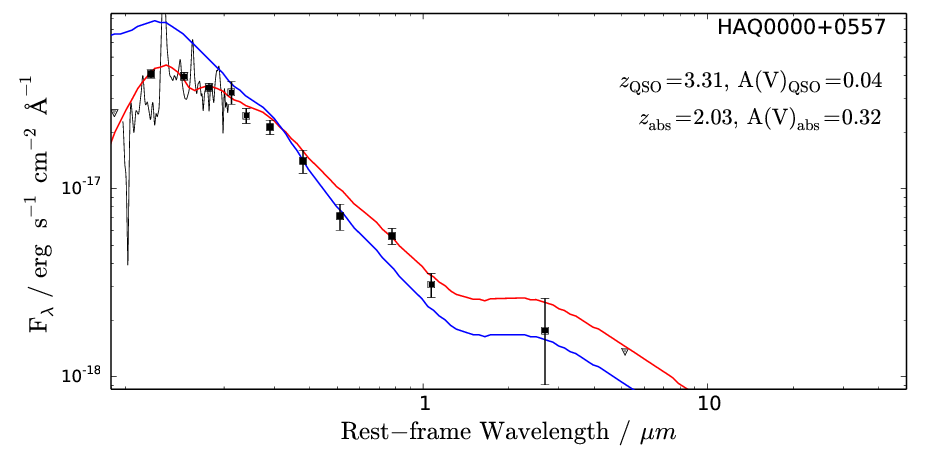 HAQ0000+0557
z_QSO=3.31, A(V)_QSO=0.04
z_abs=2.03, A(V)_abs=0.32
F_λ / erg s^−1 cm^−2 Å^−1
10^-17
10^-18
1 10
Rest−frame Wavelength / μm